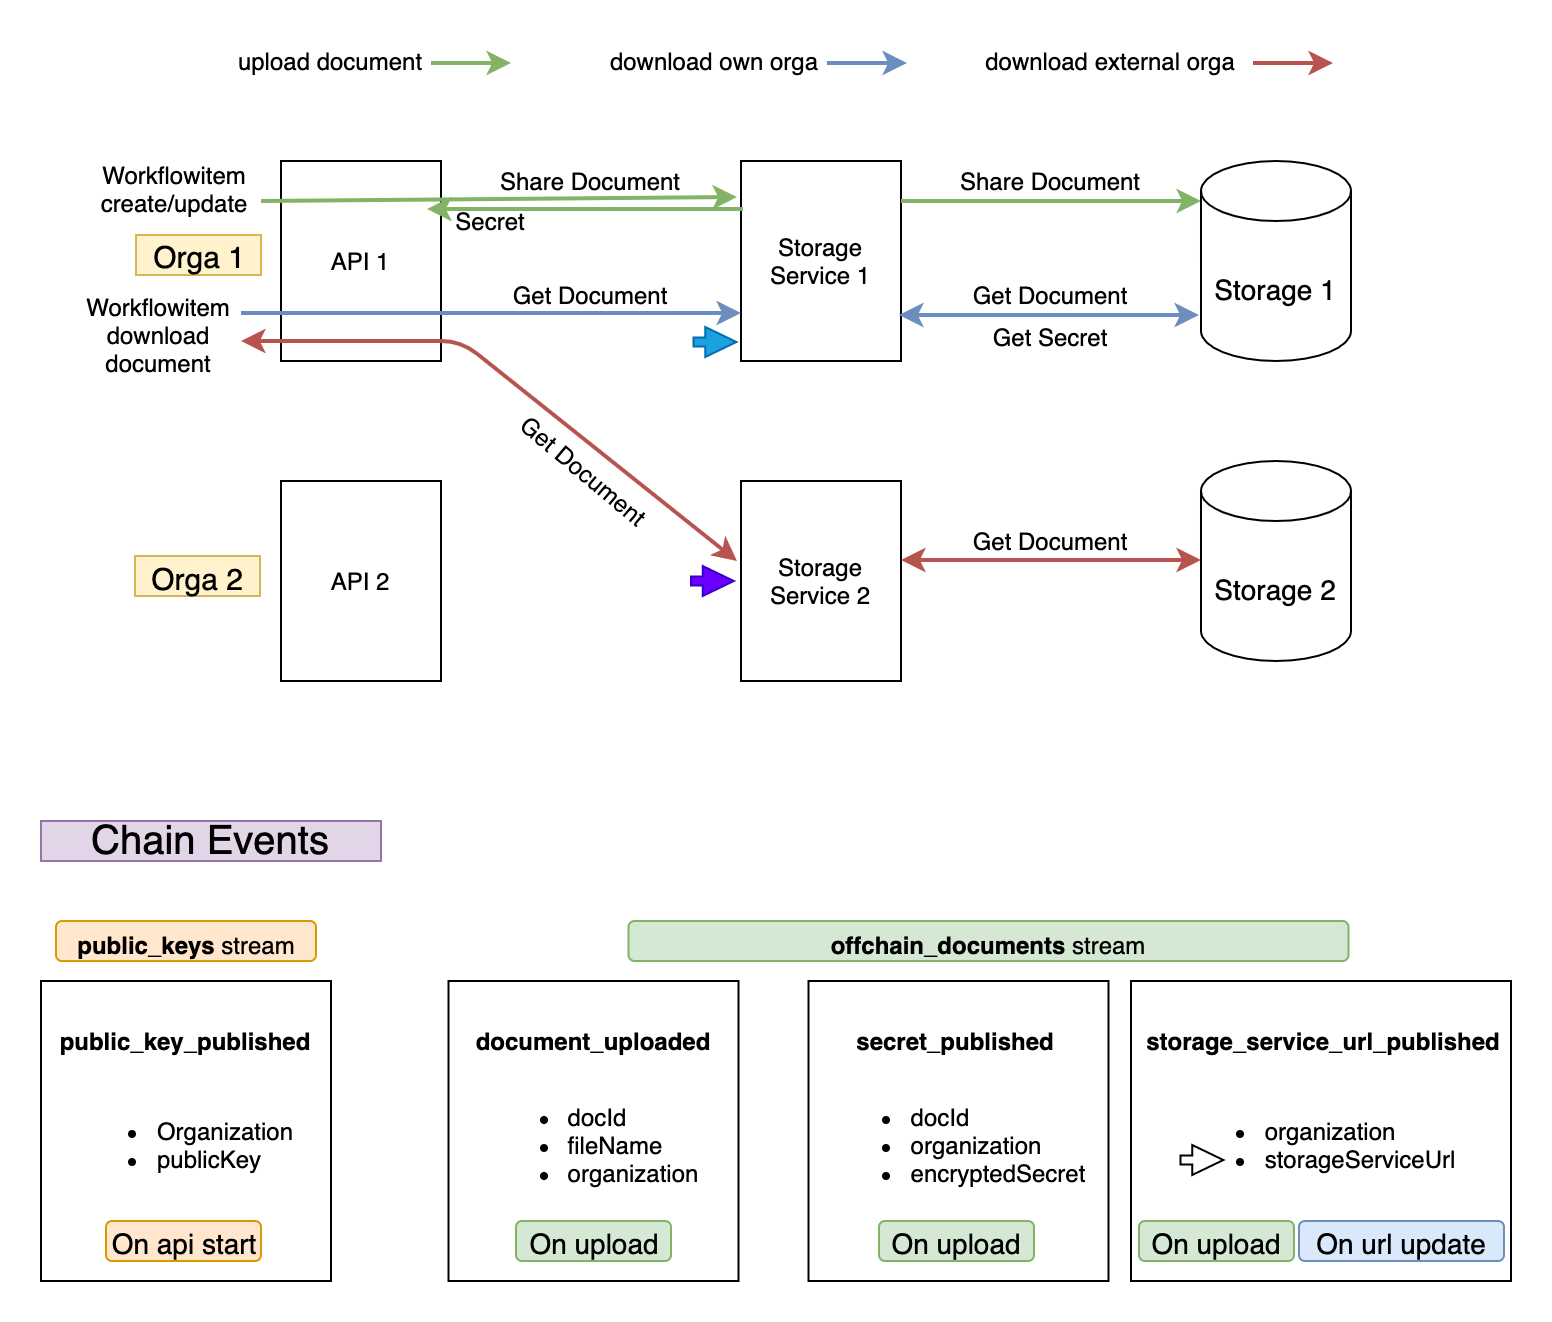 upload document
download own orga
download external orga
Workflowitem
create/update
Share Document
Share Document
Secret
Orga 1
API 1
Storage
Service 1
Storage 1
Workflowitem
download
document
Get Document
Get Document
Get Secret
Get Document
Orga 2
API 2
Storage
Service 2
Get Document
Storage 2
Chain Events
public_keys stream
offchain_documents stream
public_key_published
• Organization
• publicKey
On api start
document_uploaded
• docId
• fileName
• organization
On upload
secret_published
• docId
• organization
• encryptedSecret
On upload
storage_service_url_published
• organization
• storageServiceUrl
On upload
On url update